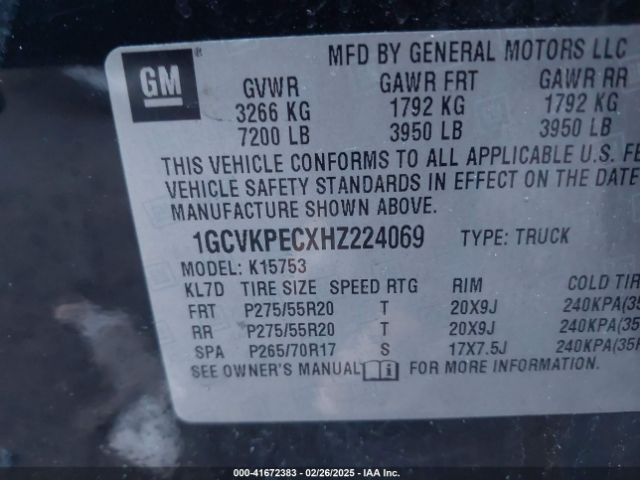 GM
MFD BY GENERAL MOTORS LLC
GVWR GAWR FRT GAWR RR
3266 KG 1792 KG 1792 KG
7200 LB 3950 LB 3950 LB
THIS VEHICLE CONFORMS TO ALL APPLICABLE U.S. FE
VEHICLE SAFETY STANDARDS IN EFFECT ON THE DATE
MANUFACTURE SHOWN ABOVE.
1GCVKPECXHZ224069 TYPE: TRUCK
MODEL: K15753
KL7D TIRE SIZE SPEED RTG RIM COLD TIR
FRT P275/55R20 T 20X9J 240KPA(35
RR P275/55R20 T 20X9J 240KPA(35
SPA P265/70R17 S 17X7.5J 240KPA(35
SEE OWNER'S MANUAL FOR MORE INFORMATION.
000-41672383 - 02/26/2025 - IAA Inc.